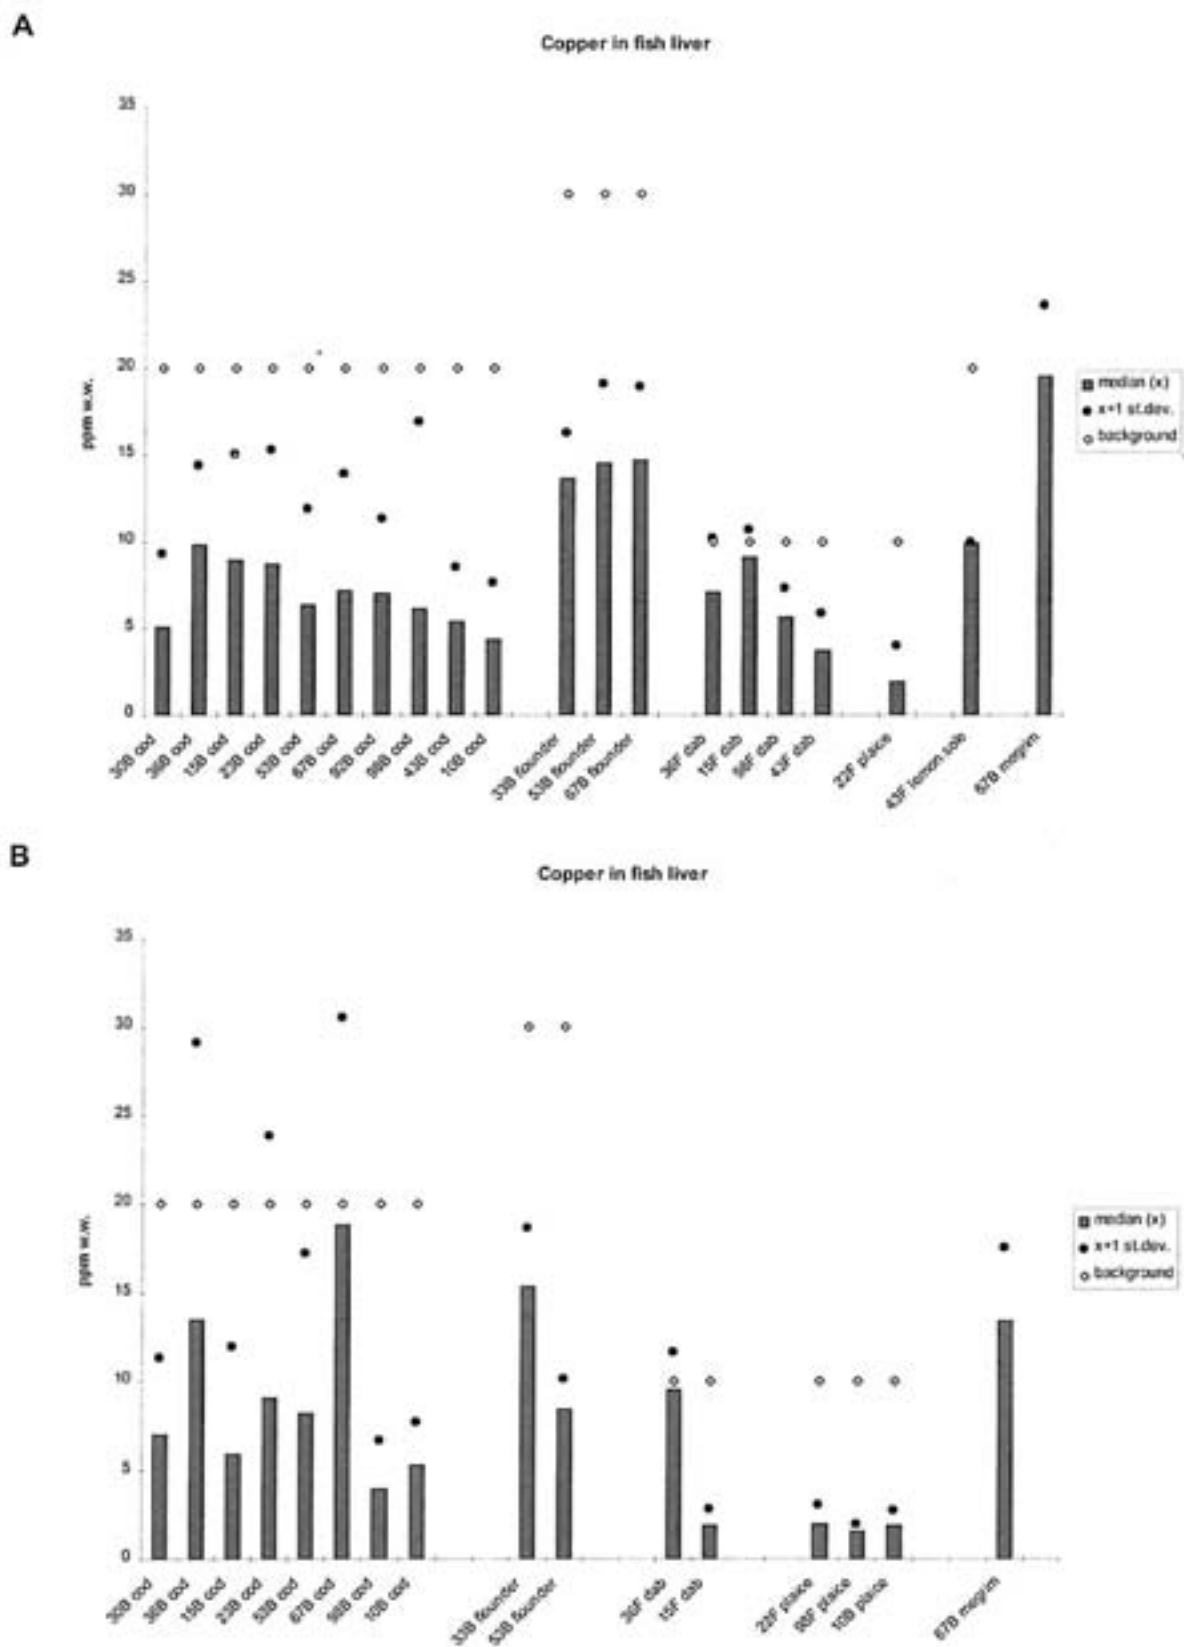 A
Copper in fish liver
35
30
25
20
15
10
5
0
ppm w.w.
median (x)
x+1 st.dev.
background
30B cod
36B cod
15B cod
23B cod
53B cod
67B cod
92B cod
98B cod
43B cod
10B cod
33B flounder
53B flounder
67B flounder
36F dab
15F dab
98F dab
43F dab
22F plaice
43F lemon sole
67B megrim
B
Copper in fish liver
35
30
25
20
15
10
5
0
ppm w.w.
median (x)
x+1 st.dev.
background
30B cod
36B cod
15B cod
23B cod
53B cod
67B cod
98B cod
10B cod
33B flounder
53B flounder
36F dab
15F dab
22F plaice
98F plaice
10B plaice
67B megrim